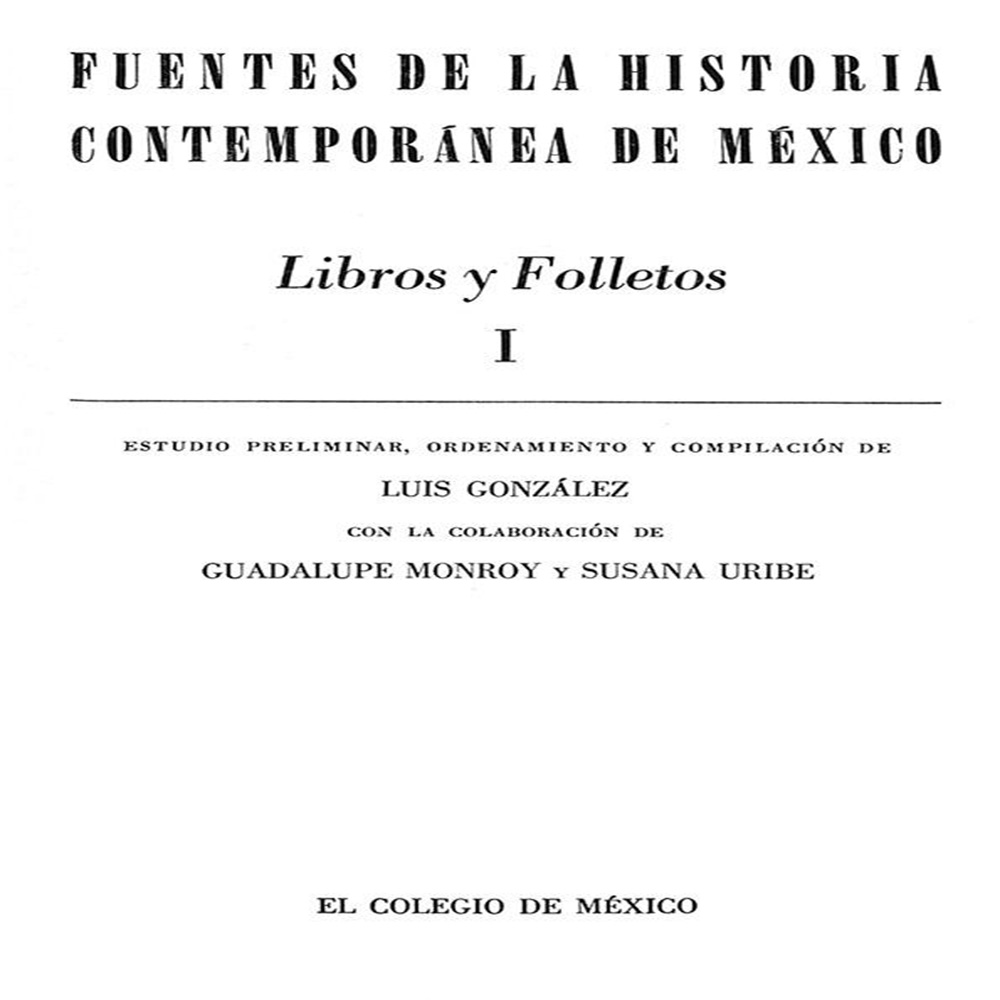 FUENTES DE LA HISTORIA
CONTEMPORÁNEA DE MÉXICO
Libros y Folletos
I
ESTUDIO PRELIMINAR, ORDENAMIENTO Y COMPILACIÓN DE
LUIS GONZÁLEZ
CON LA COLABORACIÓN DE
GUADALUPE MONROY Y SUSANA URIBE
EL COLEGIO DE MÉXICO